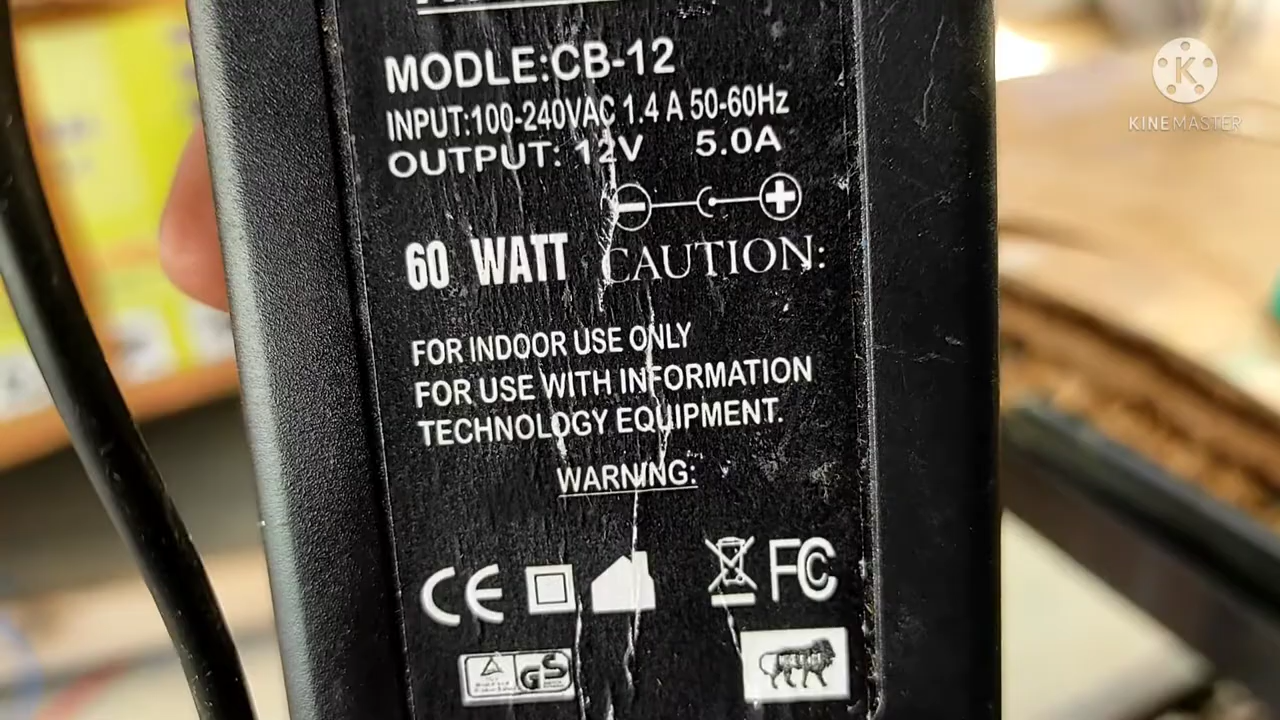 MODLE:CB-12
INPUT:100-240VAC 1.4 A 50-60Hz
OUTPUT: 12V 5.0A
60 WATT CAUTION:
FOR INDOOR USE ONLY
FOR USE WITH INFORMATION
TECHNOLOGY EQUIPMENT.
WARNING:
CE FC
GS
K
KINEMASTER